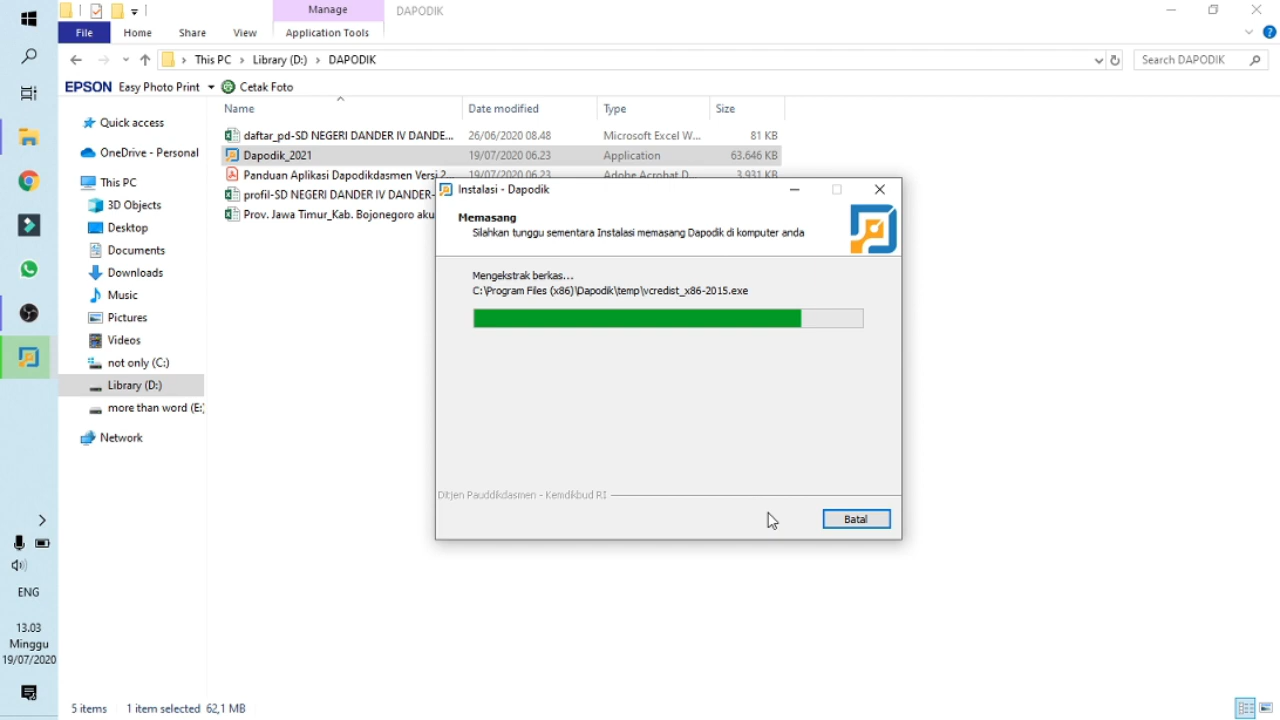 Manage
DAPODIK
File
Home
Share
View
Application Tools
This PC
Library (D:)
DAPODIK
Search DAPODIK
EPSON Easy Photo Print
Cetak Foto
Name
Date modified
Type
Size
Quick access
OneDrive - Personal
This PC
3D Objects
Desktop
Documents
Downloads
Music
Pictures
Videos
not only (C:)
Library (D:)
more than word (E:)
Network
daftar_pd-SD NEGERI DANDER IV DANDE... 26/06/2020 08.48 Microsoft Excel W... 81 KB
Dapodik_2021 19/07/2020 06.23 Application 63.646 KB
Panduan Aplikasi Dapodikdasmen Versi 2... 19/07/2020 06.23 Adobe Acrobat D... 3.931 KB
profil-SD NEGERI DANDER IV DANDER-
Prov. Jawa Timur_Kab. Bojonegoro aku
Instalasi - Dapodik
Memasang
Silahkan tunggu sementara Instalasi memasang Dapodik di komputer anda
Mengekstrak berkas...
C:\Program Files (x86)\Dapodik\temp\vcredist_x86-2015.exe
Ditjen Pauddikdasmen - Kemdikbud RI
Batal
ENG
13.03
Minggu
19/07/2020
5 items
1 item selected 62,1 MB